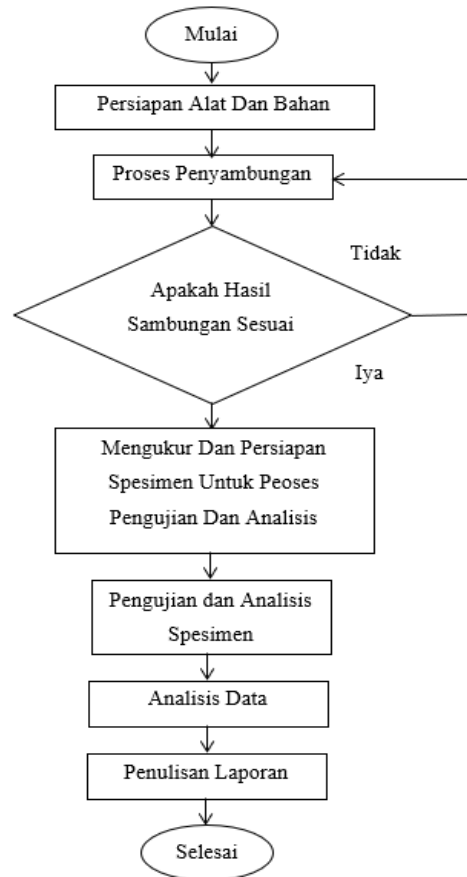 Mulai
Persiapan Alat Dan Bahan
Proses Penyambungan
Tidak
Apakah Hasil
Sambungan Sesuai
Iya
Mengukur Dan Persiapan
Spesimen Untuk Peoses
Pengujian Dan Analisis
Pengujian dan Analisis
Spesimen
Analisis Data
Penulisan Laporan
Selesai